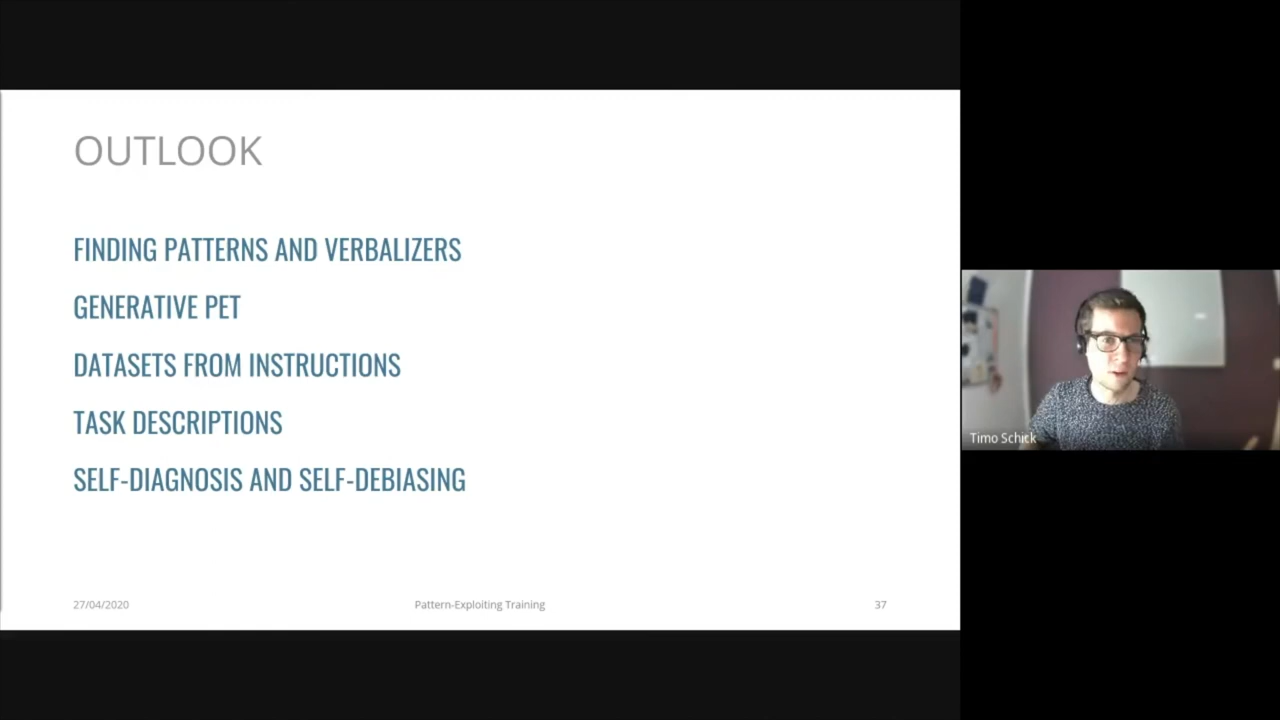 OUTLOOK
FINDING PATTERNS AND VERBALIZERS
GENERATIVE PET
DATASETS FROM INSTRUCTIONS
TASK DESCRIPTIONS
SELF-DIAGNOSIS AND SELF-DEBIASING
27/04/2020
Pattern-Exploiting Training
37
Timo Schick